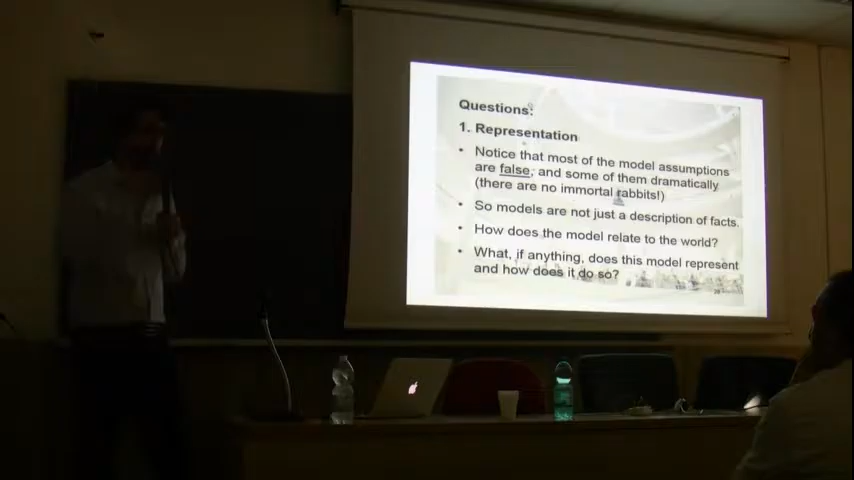 Questions:
1. Representation
• Notice that most of the model assumptions
are false, and some of them dramatically
(there are no immortal rabbits!)
• So models are not just a description of facts.
• How does the model relate to the world?
• What, if anything, does this model represent
and how does it do so?